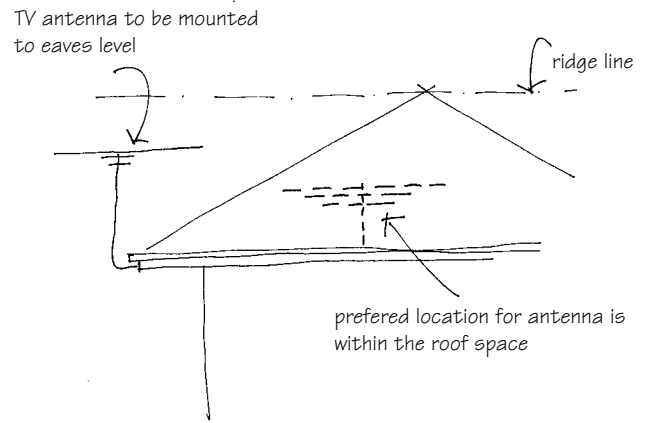 TV antenna to be mounted
to eaves level
ridge line
prefered location for antenna is
within the roof space